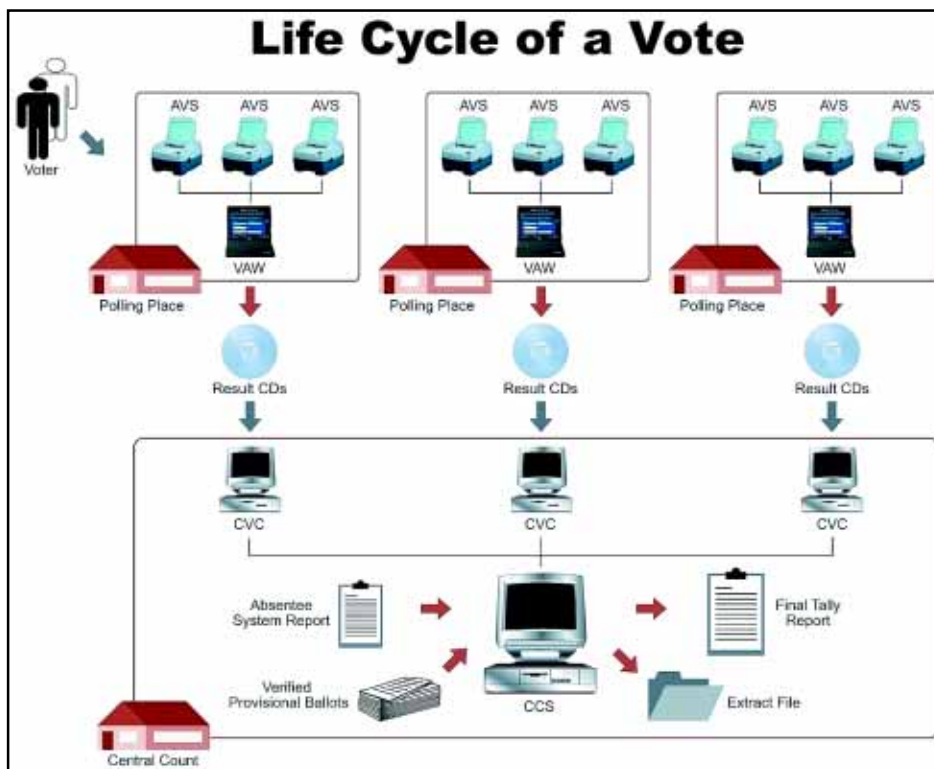 Life Cycle of a Vote
AVS AVS AVS
AVS AVS AVS
AVS AVS AVS
Voter
VAW
VAW
VAW
Polling Place
Polling Place
Polling Place
Result CDs
Result CDs
Result CDs
CVC
CVC
CVC
Absentee
System Report
Final Tally
Report
Verified
Provisional Ballots
CCS
Extract File
Central Count